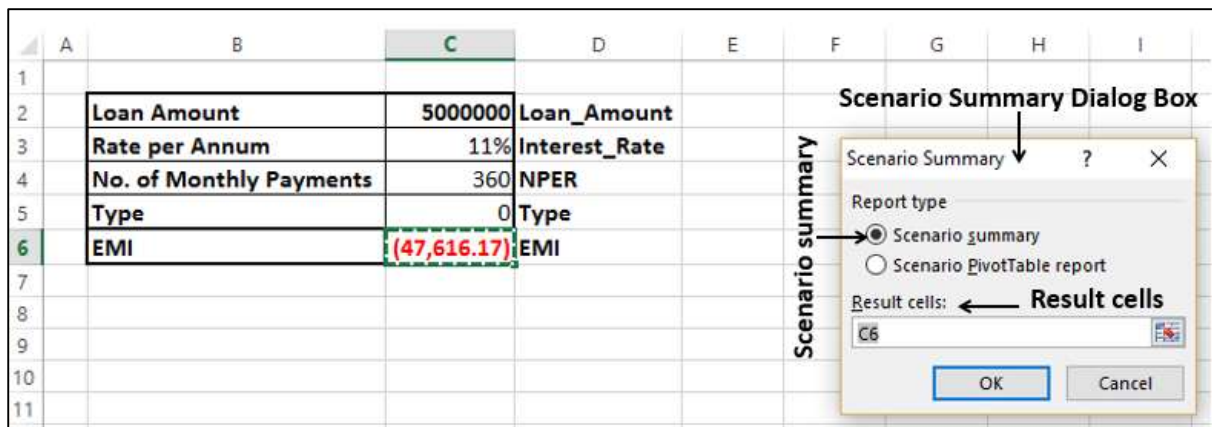 A B C D E F G H I
1
2 Loan Amount 5000000 Loan_Amount
3 Rate per Annum 11% Interest_Rate
4 No. of Monthly Payments 360 NPER
5 Type 0 Type
6 EMI (47,616.17) EMI
7
8
9
10
11
Scenario Summary Dialog Box
Scenario summary
Scenario Summary ? ×
Report type
Scenario summary
Scenario PivotTable report
Result cells: Result cells
C6
OK Cancel